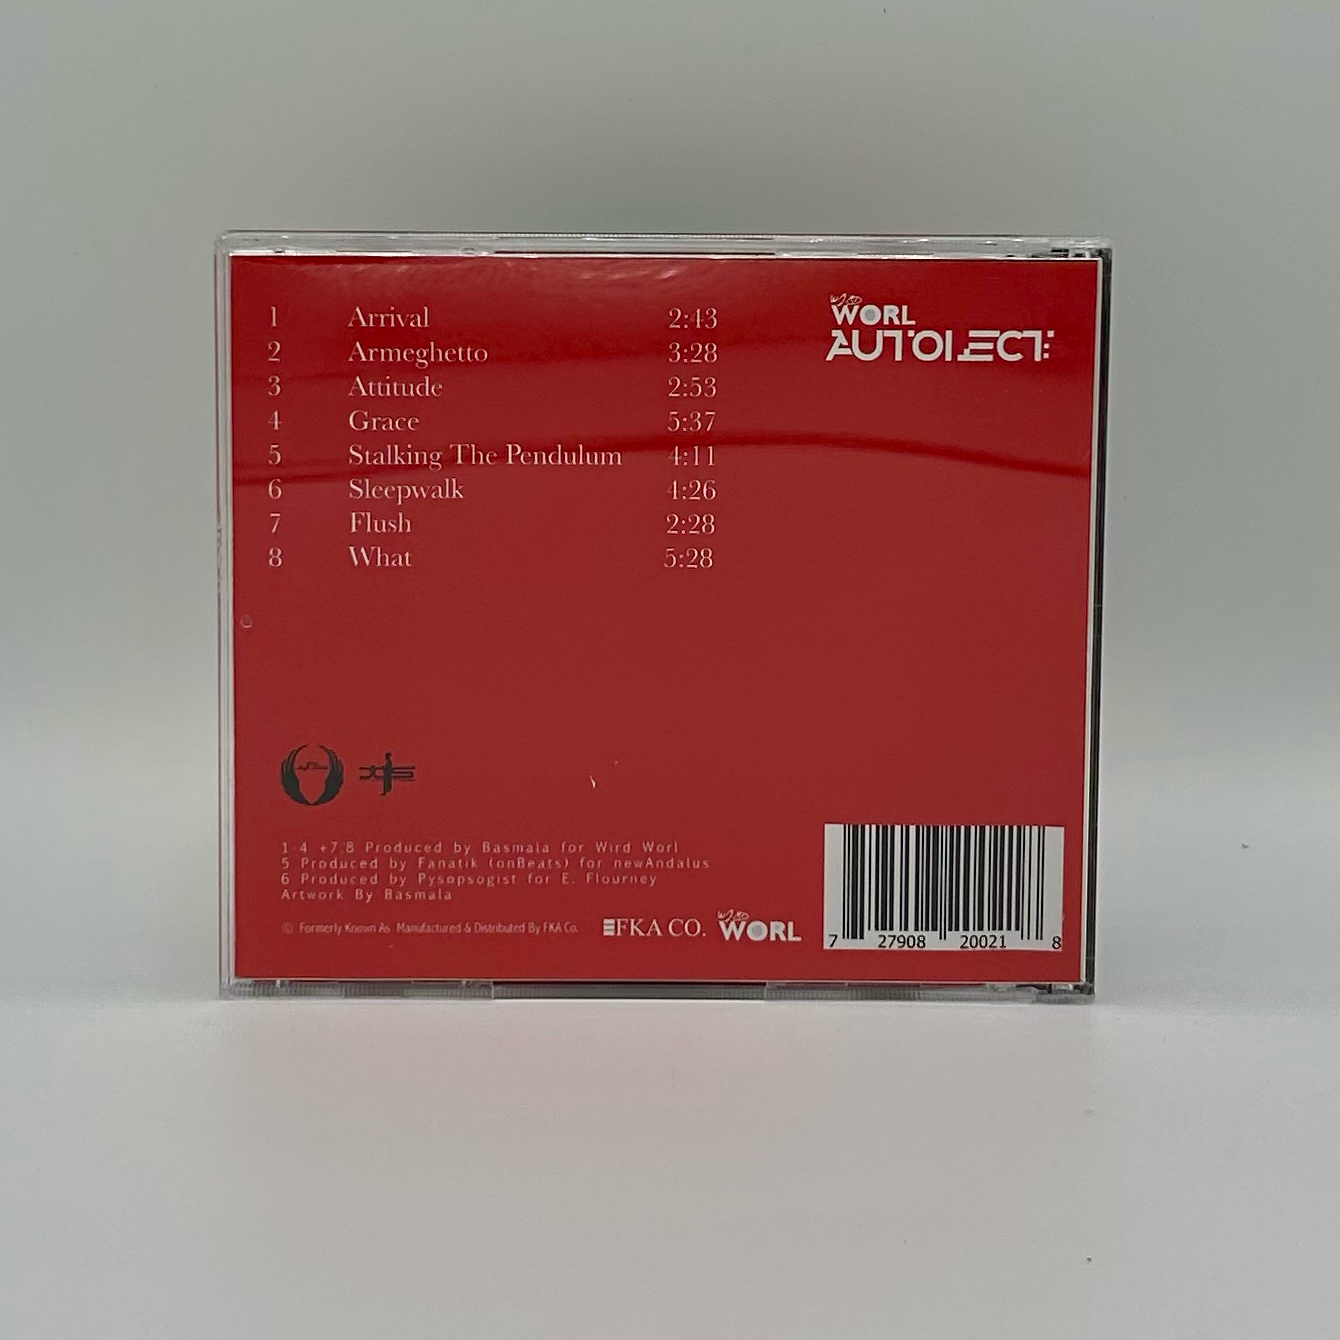 1 Arrival 2:43
2 Armeghetto 3:28
3 Attitude 2:53
4 Grace 5:37
5 Stalking The Pendulum 4:11
6 Sleepwalk 4:26
7 Flush 2:28
8 What 5:28
WORL
AUTOLECT:
1-4 +7,8 Produced by Basmala for Wird Worl
5 Produced by Fanatik (onBeats) for newAndalus
6 Produced by Pysopsogist for E. Flourney
Artwork By Basmala
© Formerly Known As. Manufactured & Distributed By FKA Co.
FKA CO.
WORL
7 27908 20021 8